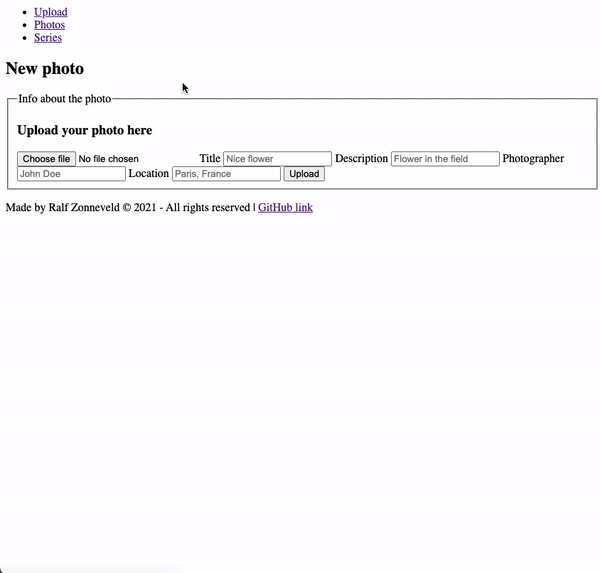 Upload
Photos
Series
New photo
Info about the photo
Upload your photo here
Choose file No file chosen Title Nice flower Description Flower in the field Photographer
John Doe Location Paris, France Upload
Made by Ralf Zonneveld © 2021 - All rights reserved | GitHub link